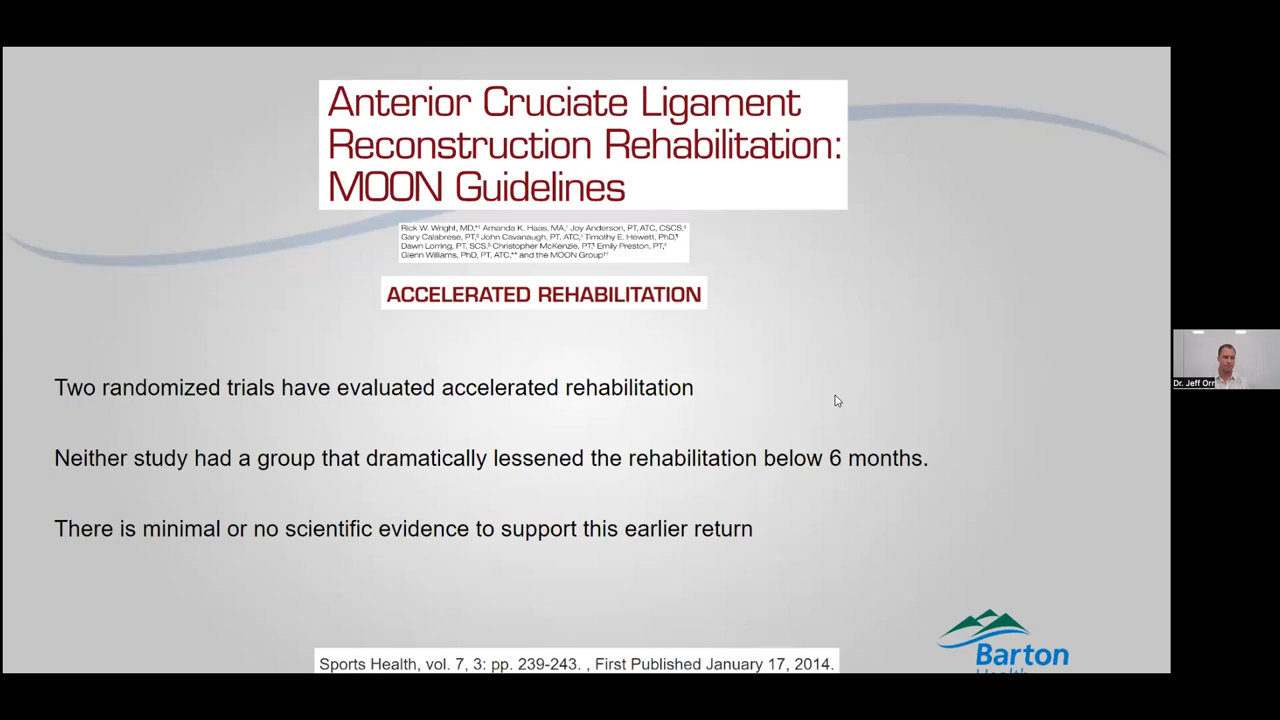 Anterior Cruciate Ligament
Reconstruction Rehabilitation:
MOON Guidelines
Rick W. Wright, MD,*† Amanda K. Haas, MA,† Joy Anderson, PT, ATC, CSCS,‡
Gary Calabrese, PT,§ John Cavanaugh, PT, ATC,‖ Timothy E. Hewett, PhD,¶
Dawn Lorring, PT, SCS,§ Christopher McKenzie, PT,¶ Emily Preston, PT,#
Glenn Williams, PhD, PT, ATC,** and the MOON Group††
ACCELERATED REHABILITATION
Two randomized trials have evaluated accelerated rehabilitation
Neither study had a group that dramatically lessened the rehabilitation below 6 months.
There is minimal or no scientific evidence to support this earlier return
Dr. Jeff Orr
Barton
Health
Sports Health, vol. 7, 3: pp. 239-243. , First Published January 17, 2014.